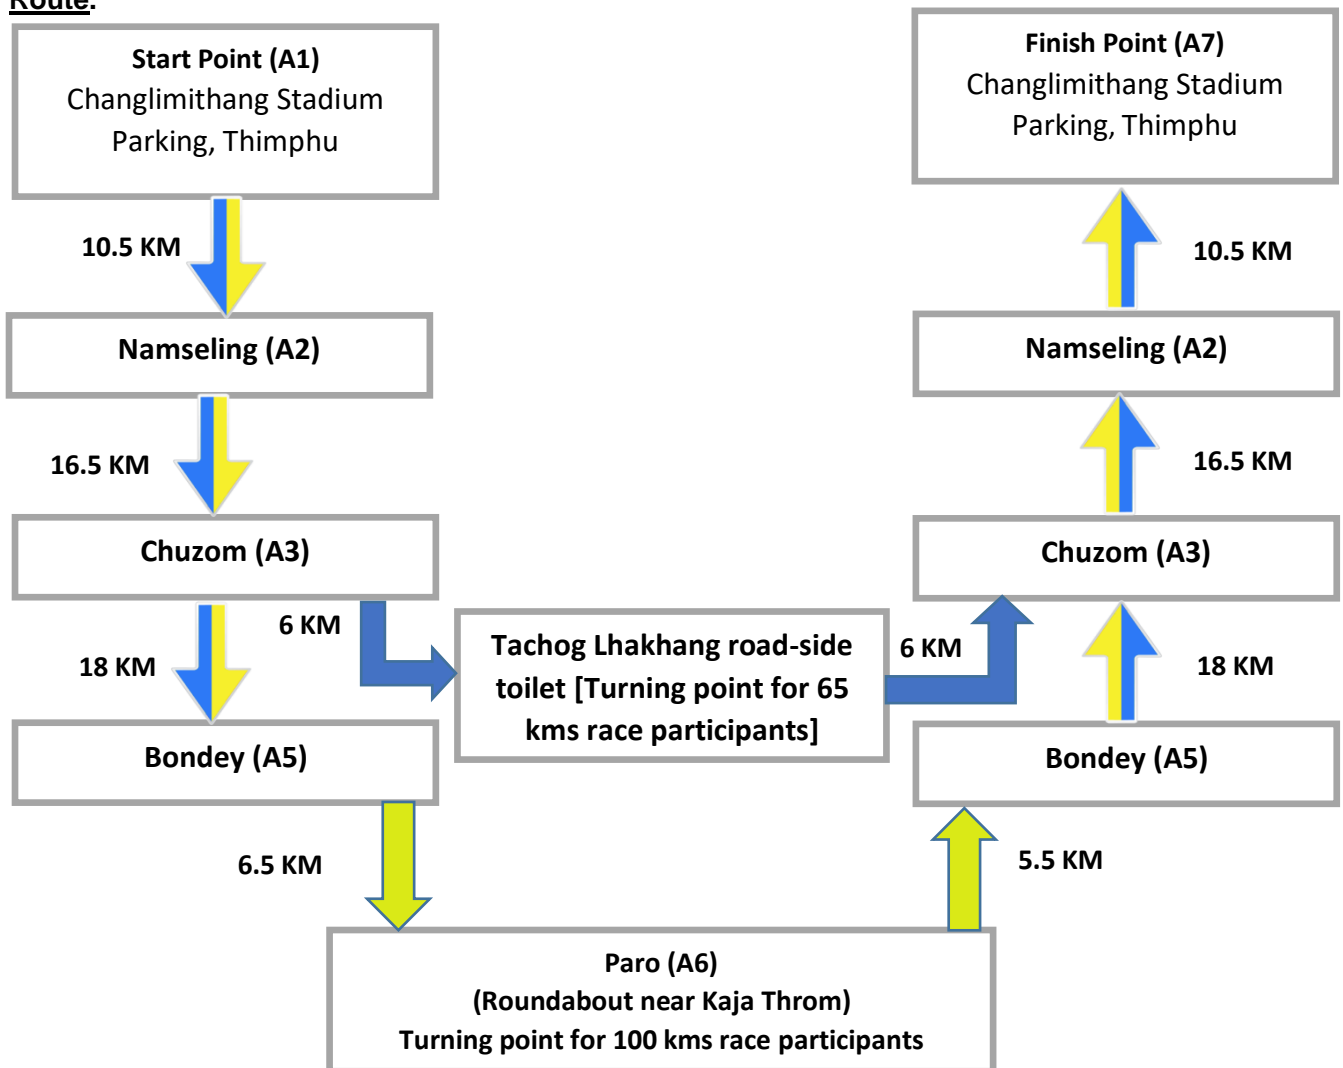 Route:
Start Point (A1)
Changlimithang Stadium
Parking, Thimphu
10.5 KM
Namseling (A2)
16.5 KM
Chuzom (A3)
6 KM
18 KM
Bondey (A5)
6.5 KM
Tachog Lhakhang road-side
toilet [Turning point for 65
kms race participants]
Paro (A6)
(Roundabout near Kaja Throm)
Turning point for 100 kms race participants
Finish Point (A7)
Changlimithang Stadium
Parking, Thimphu
10.5 KM
Namseling (A2)
16.5 KM
Chuzom (A3)
6 KM
18 KM
Bondey (A5)
5.5 KM